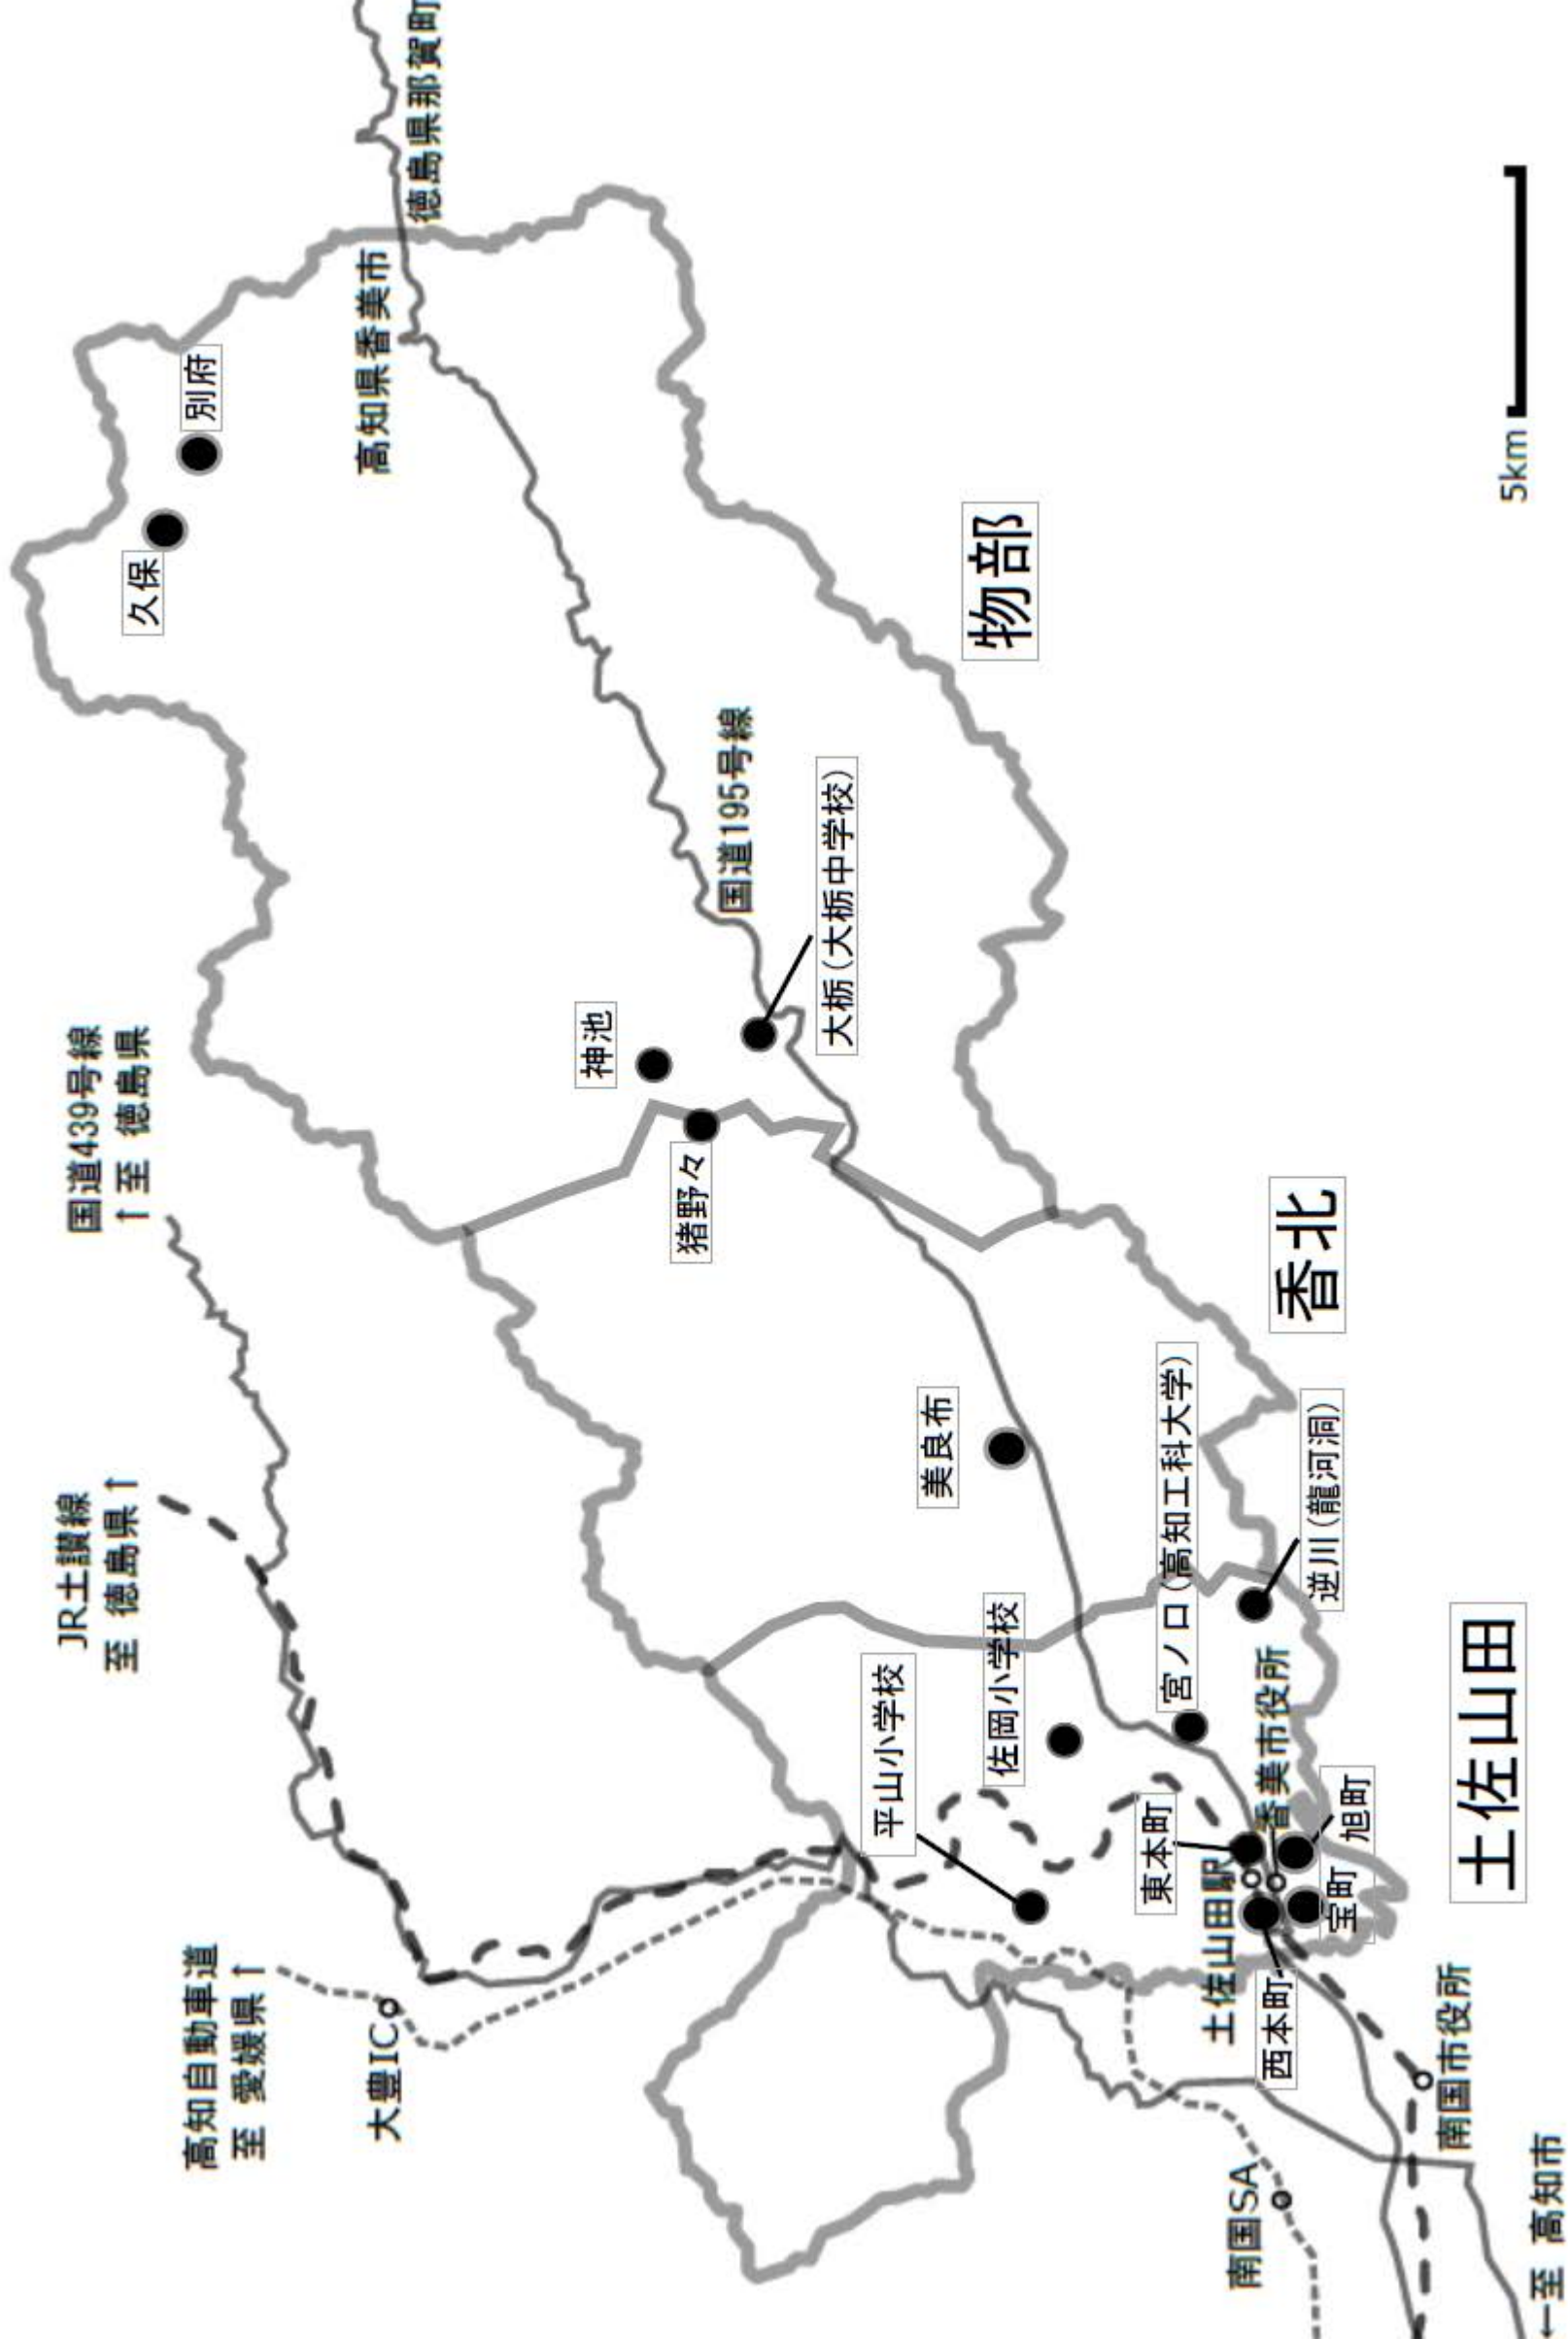 国道439号線
↑至 徳島県
JR土讃線
至 徳島県↑
高知自動車道
至 愛媛県↑
大豊IC
久保
別府
高知県香美市
徳島県那賀町
国道195号線
神池
猪野々
大栃(大栃中学校)
物部
美良布
香北
平山小学校
佐岡小学校
宮ノ口(高知工科大学)
逆川(龍河洞)
東本町
香美市役所
土佐山田駅
旭町
宝町
西本町
土佐山田
南国SA
南国市役所
←至 高知市
5km